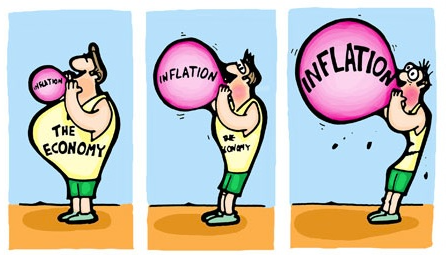 INFLATION
THE
ECONOMY
INFLATION
THE
ECONOMY
INFLATION